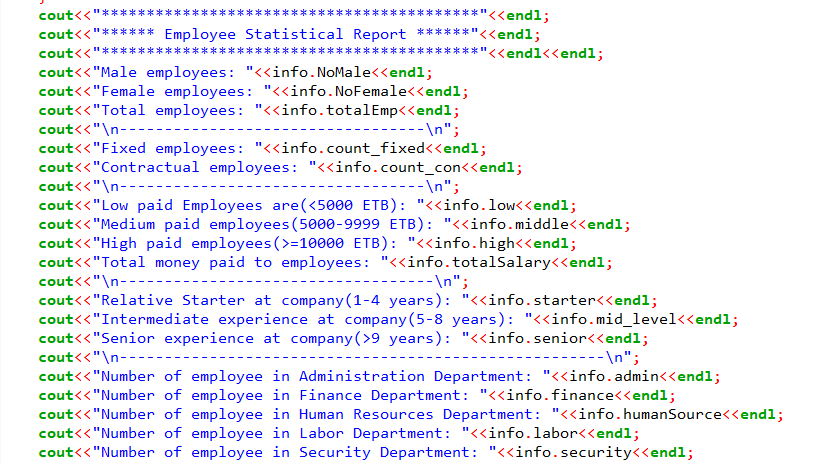 cout<<"******************************************"<<endl;
cout<<"****** Employee Statistical Report ******"<<endl;
cout<<"******************************************"<<endl<<endl;
cout<<"Male employees: "<<info.NoMale<<endl;
cout<<"Female employees: "<<info.NoFemale<<endl;
cout<<"Total employees: "<<info.totalEmp<<endl;
cout<<"\n----------------------------------\n";
cout<<"Fixed employees: "<<info.count_fixed<<endl;
cout<<"Contractual employees: "<<info.count_con<<endl;
cout<<"\n----------------------------------\n";
cout<<"Low paid Employees are(<5000 ETB): "<<info.low<<endl;
cout<<"Medium paid employees(5000-9999 ETB): "<<info.middle<<endl;
cout<<"High paid employees(>=10000 ETB): "<<info.high<<endl;
cout<<"Total money paid to employees: "<<info.totalSalary<<endl;
cout<<"\n-----------------------------------\n";
cout<<"Relative Starter at company(1-4 years): "<<info.starter<<endl;
cout<<"Intermediate experience at company(5-8 years): "<<info.mid_level<<endl;
cout<<"Senior experience at company(>9 years): "<<info.senior<<endl;
cout<<"\n------------------------------------------------------\n";
cout<<"Number of employee in Administration Department: "<<info.admin<<endl;
cout<<"Number of employee in Finance Department: "<<info.finance<<endl;
cout<<"Number of employee in Human Resources Department: "<<info.humanSource<<endl;
cout<<"Number of employee in Labor Department: "<<info.labor<<endl;
cout<<"Number of employee in Security Department: "<<info.security<<endl;